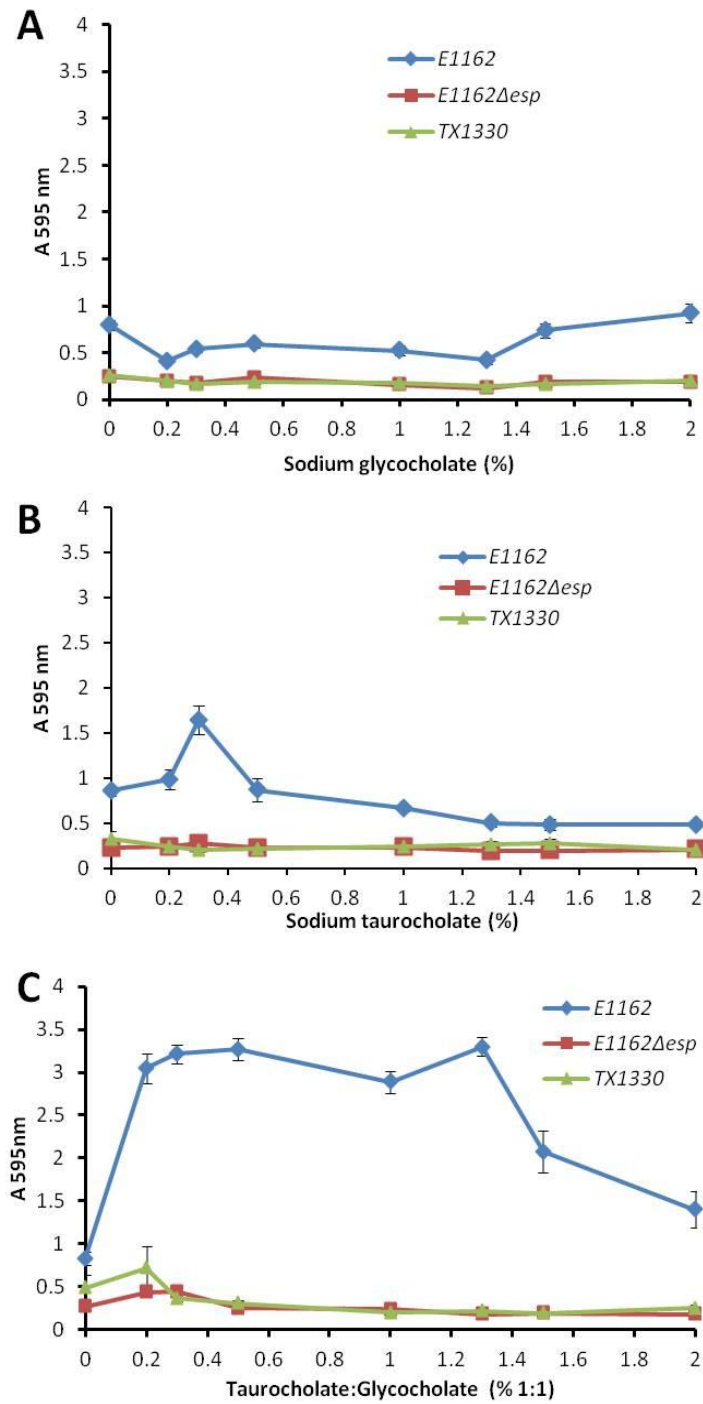 A
4
3.5
3
2.5
2
1.5
1
0.5
0
A 595 nm
E1162
E1162Δesp
TX1330
0 0.2 0.4 0.6 0.8 1 1.2 1.4 1.6 1.8 2
Sodium glycocholate (%)
B
4
3.5
3
2.5
2
1.5
1
0.5
0
A 595 nm
E1162
E1162Δesp
TX1330
0 0.2 0.4 0.6 0.8 1 1.2 1.4 1.6 1.8 2
Sodium taurocholate (%)
C
4
3.5
3
2.5
2
1.5
1
0.5
0
A 595nm
E1162
E1162Δesp
TX1330
0 0.2 0.4 0.6 0.8 1 1.2 1.4 1.6 1.8 2
Taurocholate:Glycocholate (% 1:1)